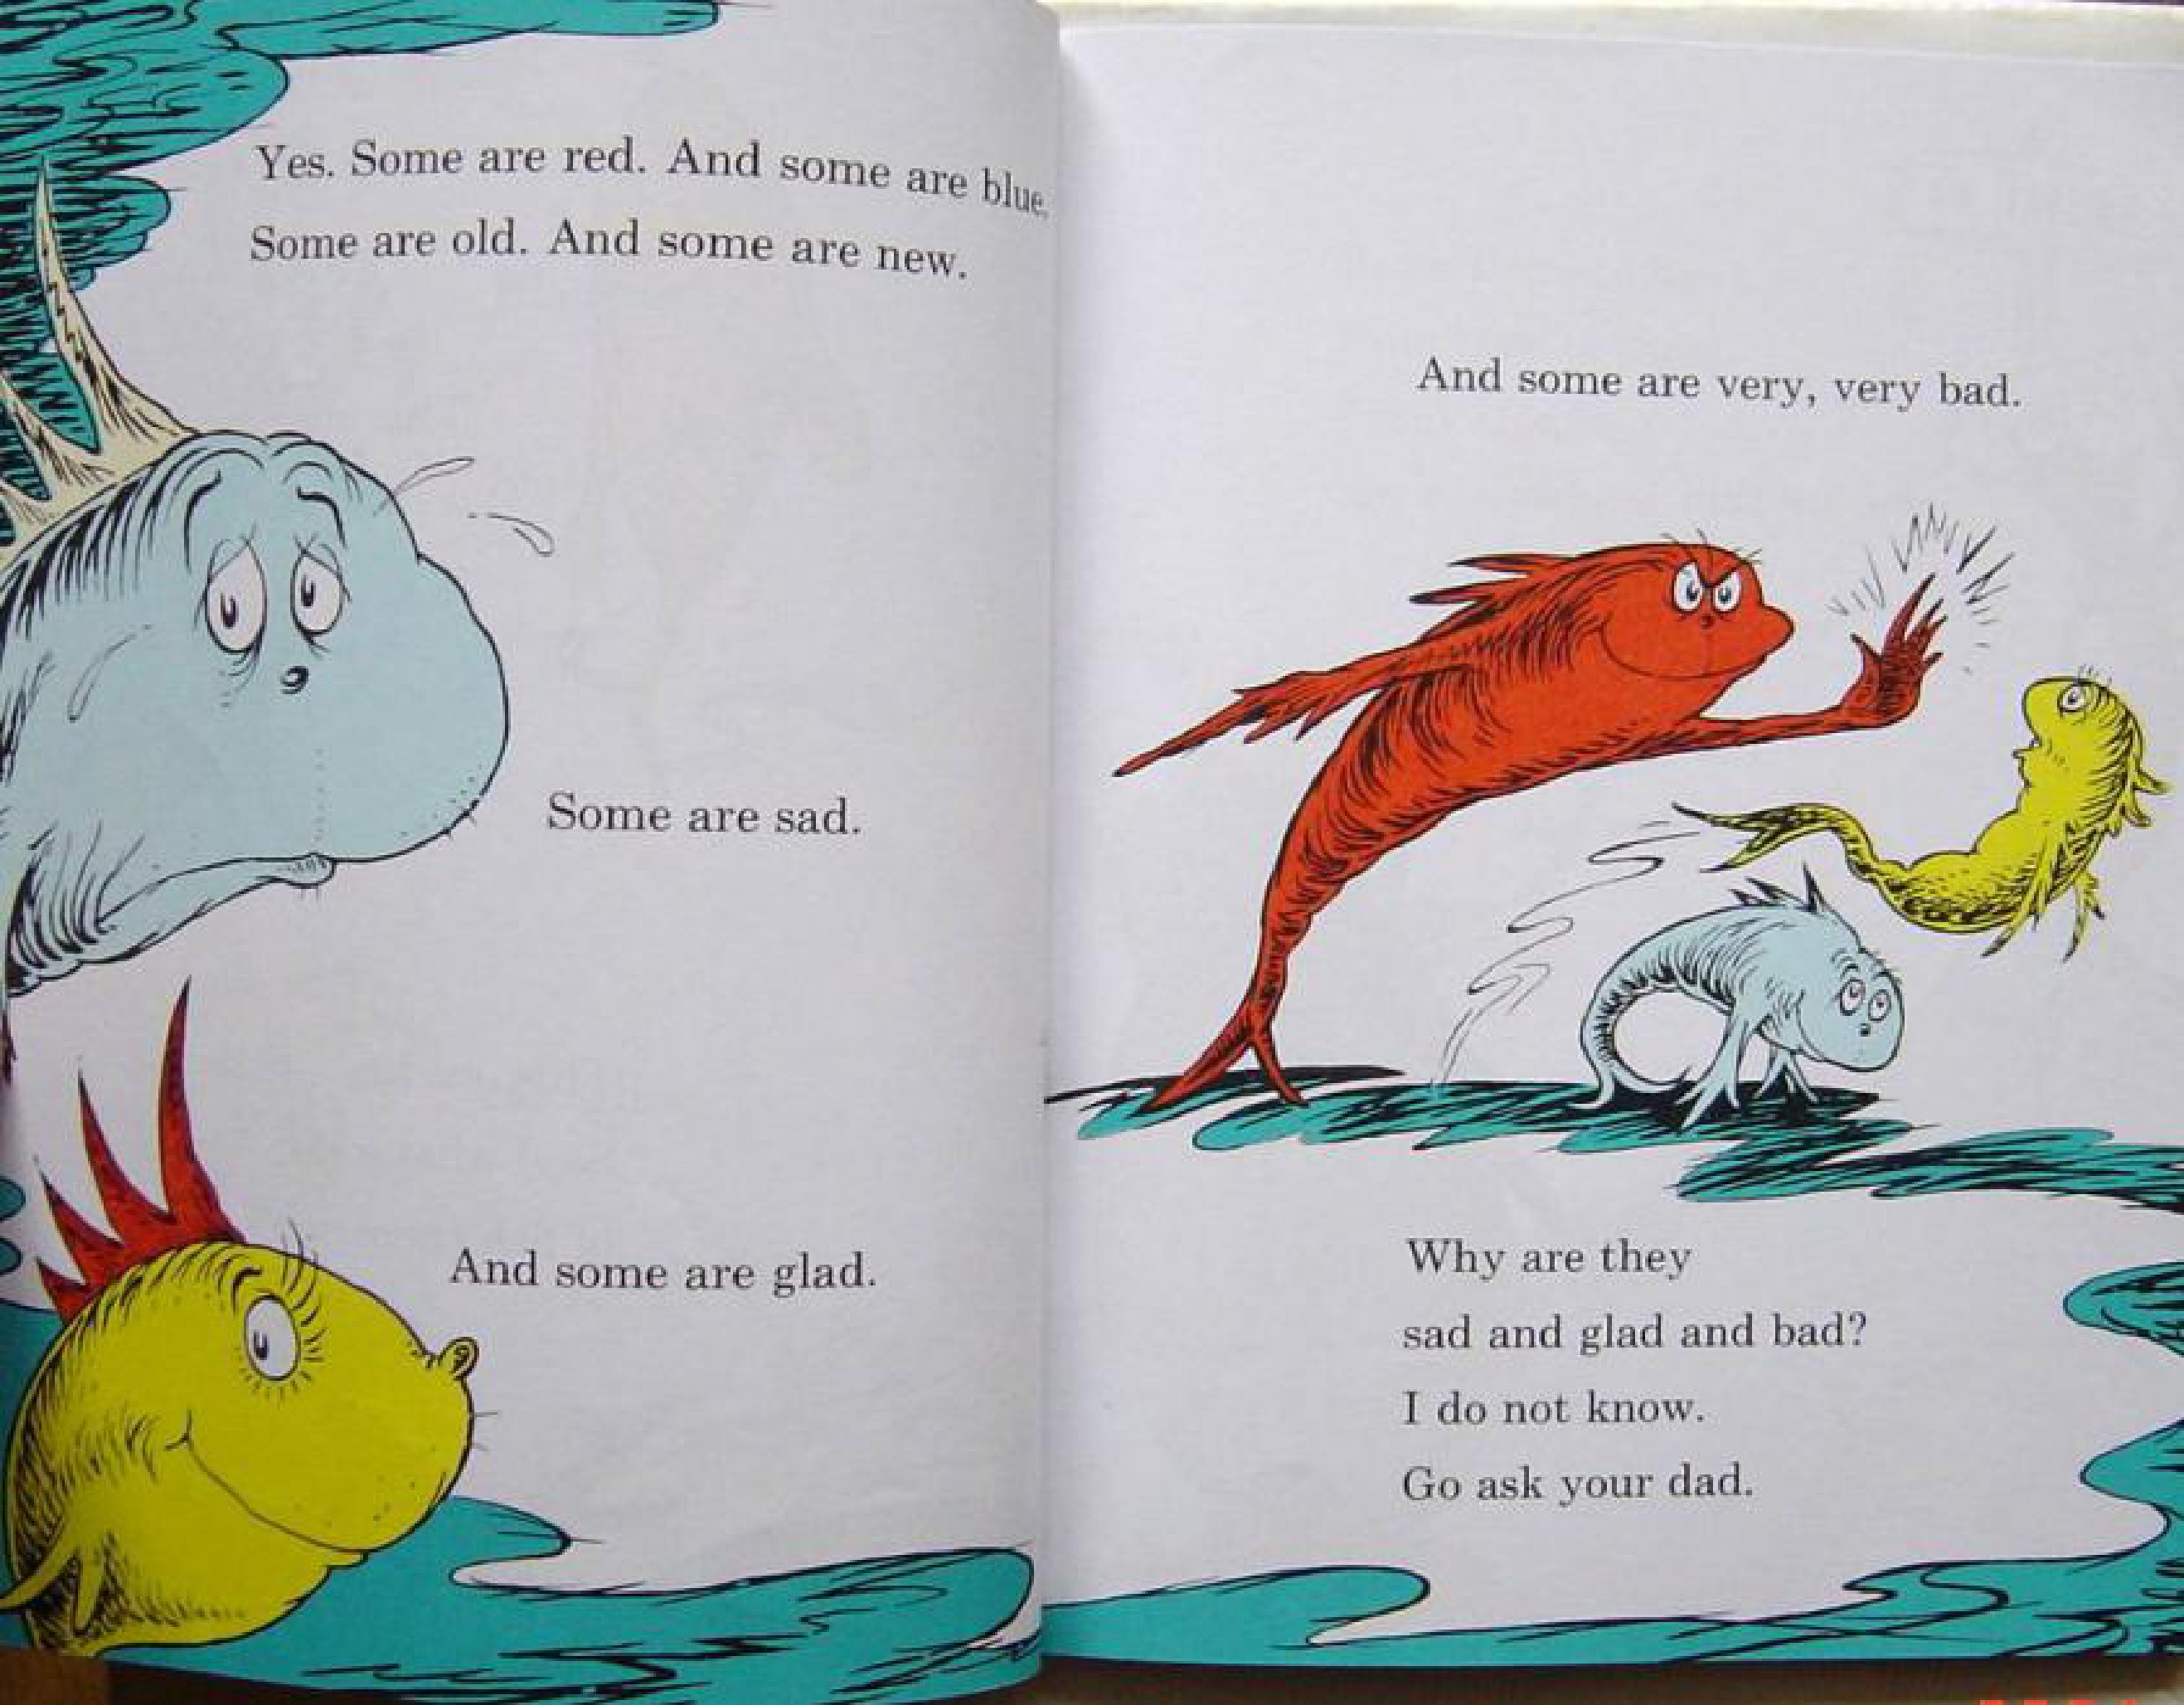 Yes. Some are red. And some are blue.
Some are old. And some are new.
Some are sad.
And some are glad.
And some are very, very bad.
Why are they
sad and glad and bad?
I do not know.
Go ask your dad.